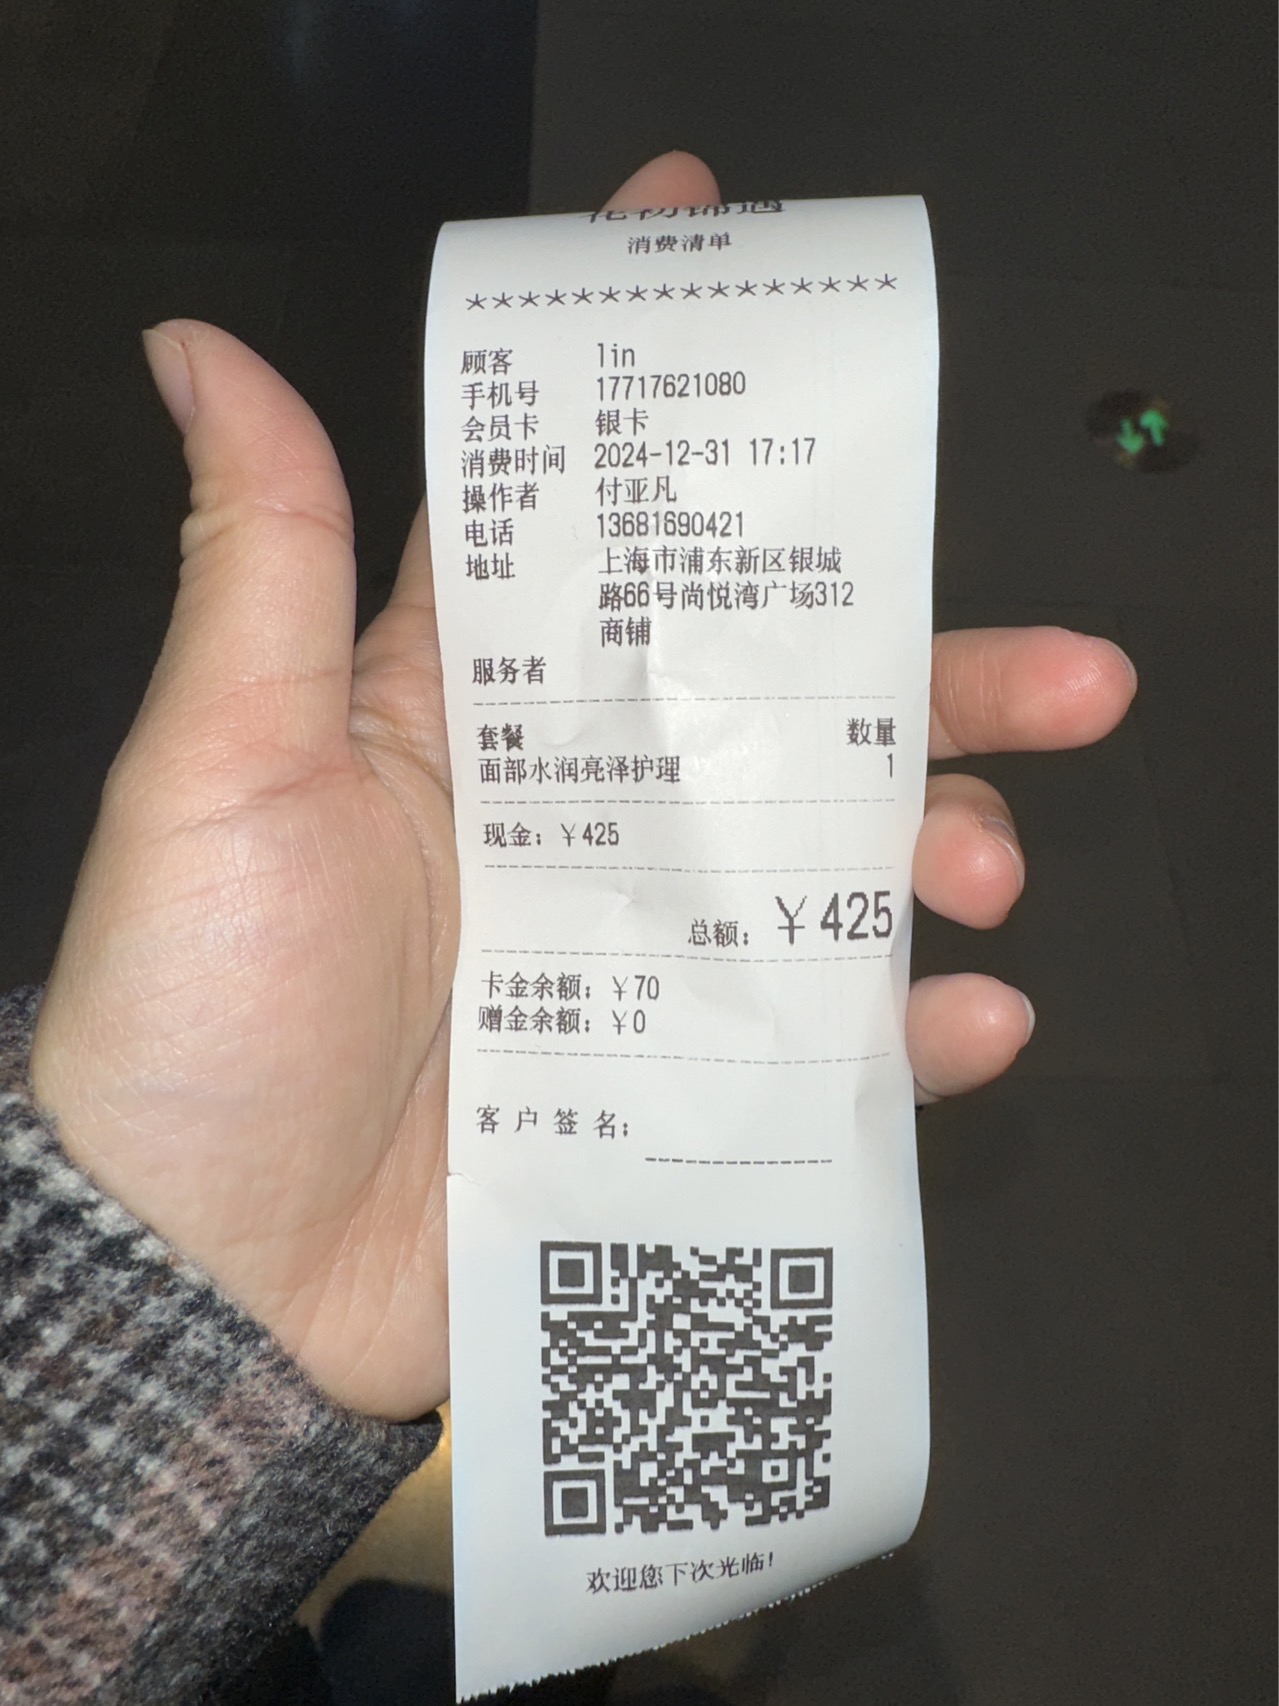 消费清单
****************
顾客 lin
手机号 17717621080
会员卡 银卡
消费时间 2024-12-31 17:17
操作者 付亚凡
电话 13681690421
地址 上海市浦东新区银城
路66号尚悦湾广场312
商铺
服务者
套餐 数量
面部水润亮泽护理 1
现金：￥425
总额：￥425
卡金余额：￥70
赠金余额：￥0
客户签名：
欢迎您下次光临！